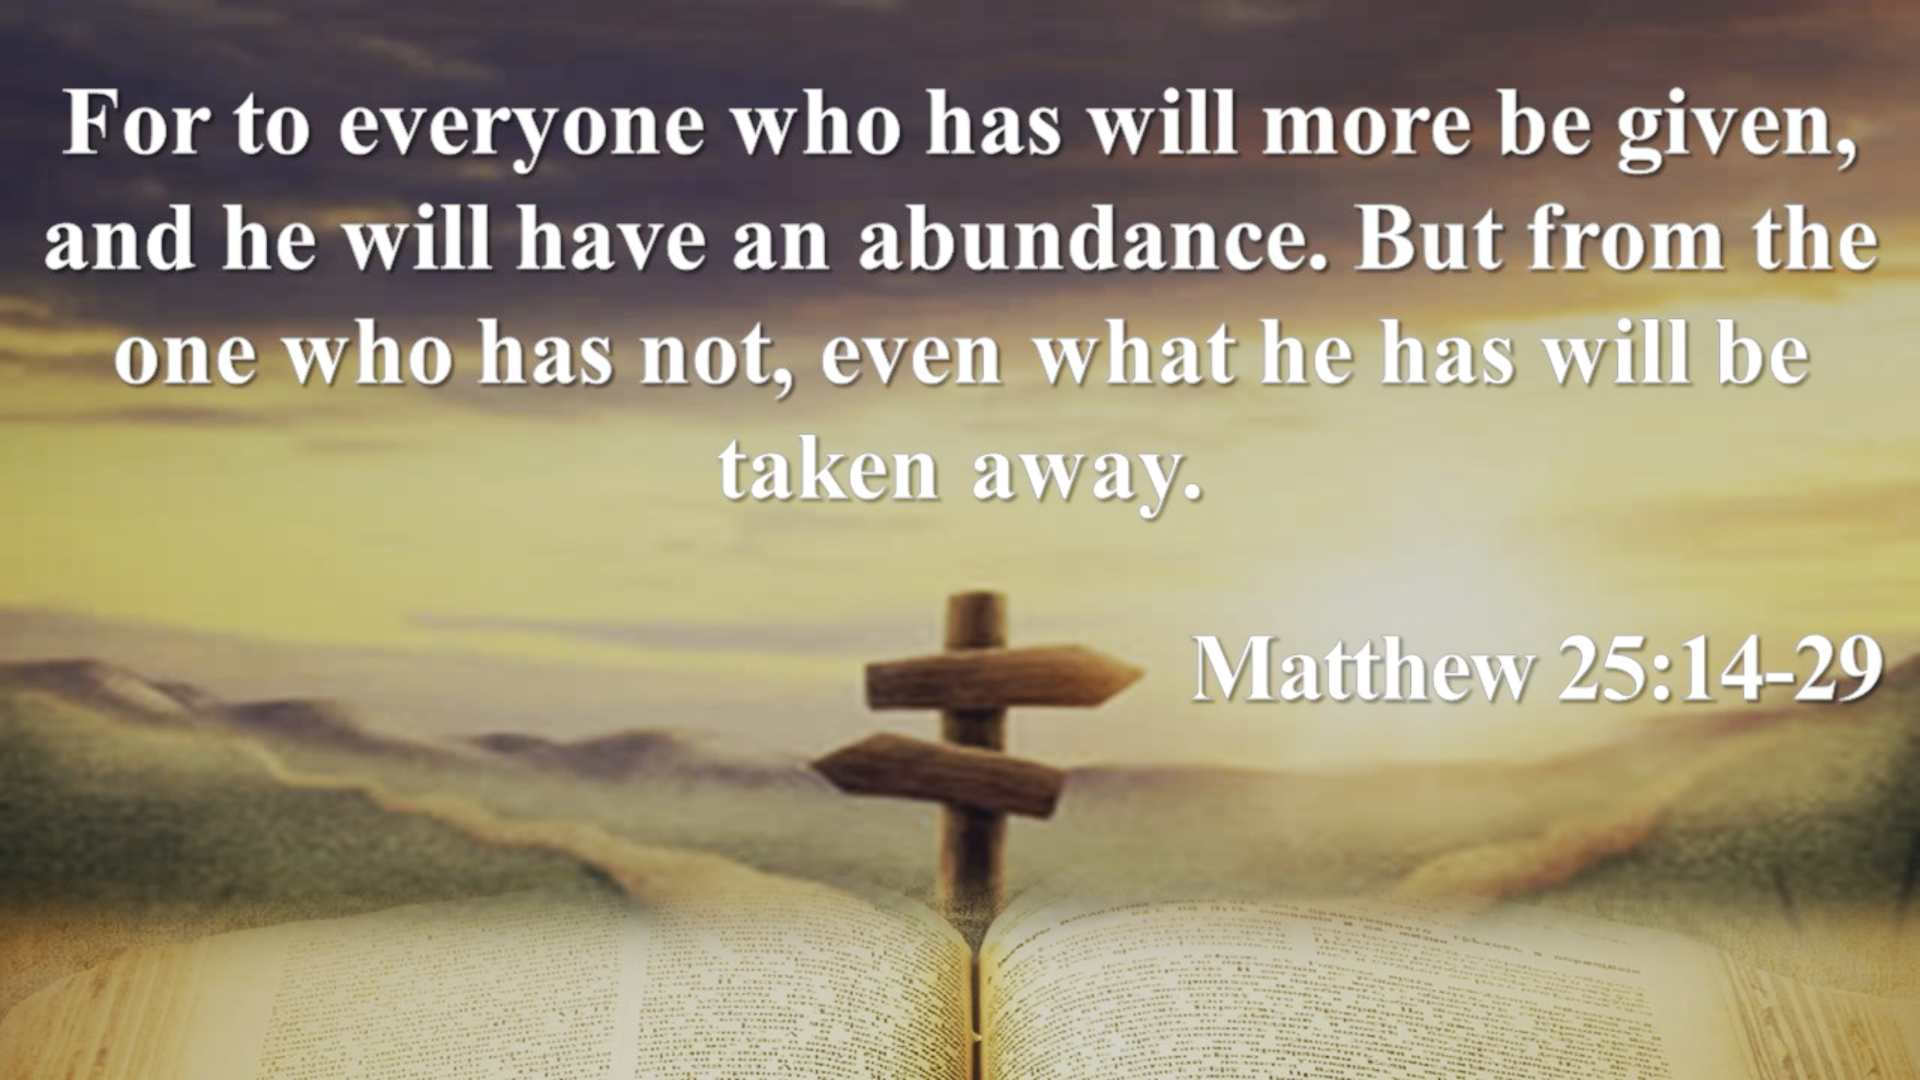 For to everyone who has will more be given,
and he will have an abundance. But from the
one who has not, even what he has will be
taken away.
Matthew 25:14-29